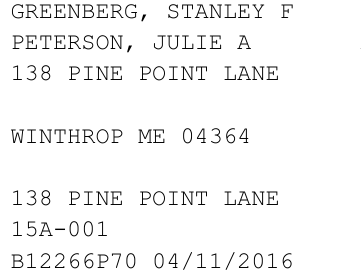 GREENBERG, STANLEY F
PETERSON, JULIE A
138 PINE POINT LANE
WINTHROP ME 04364
138 PINE POINT LANE
15A-001
B12266P70 04/11/2016